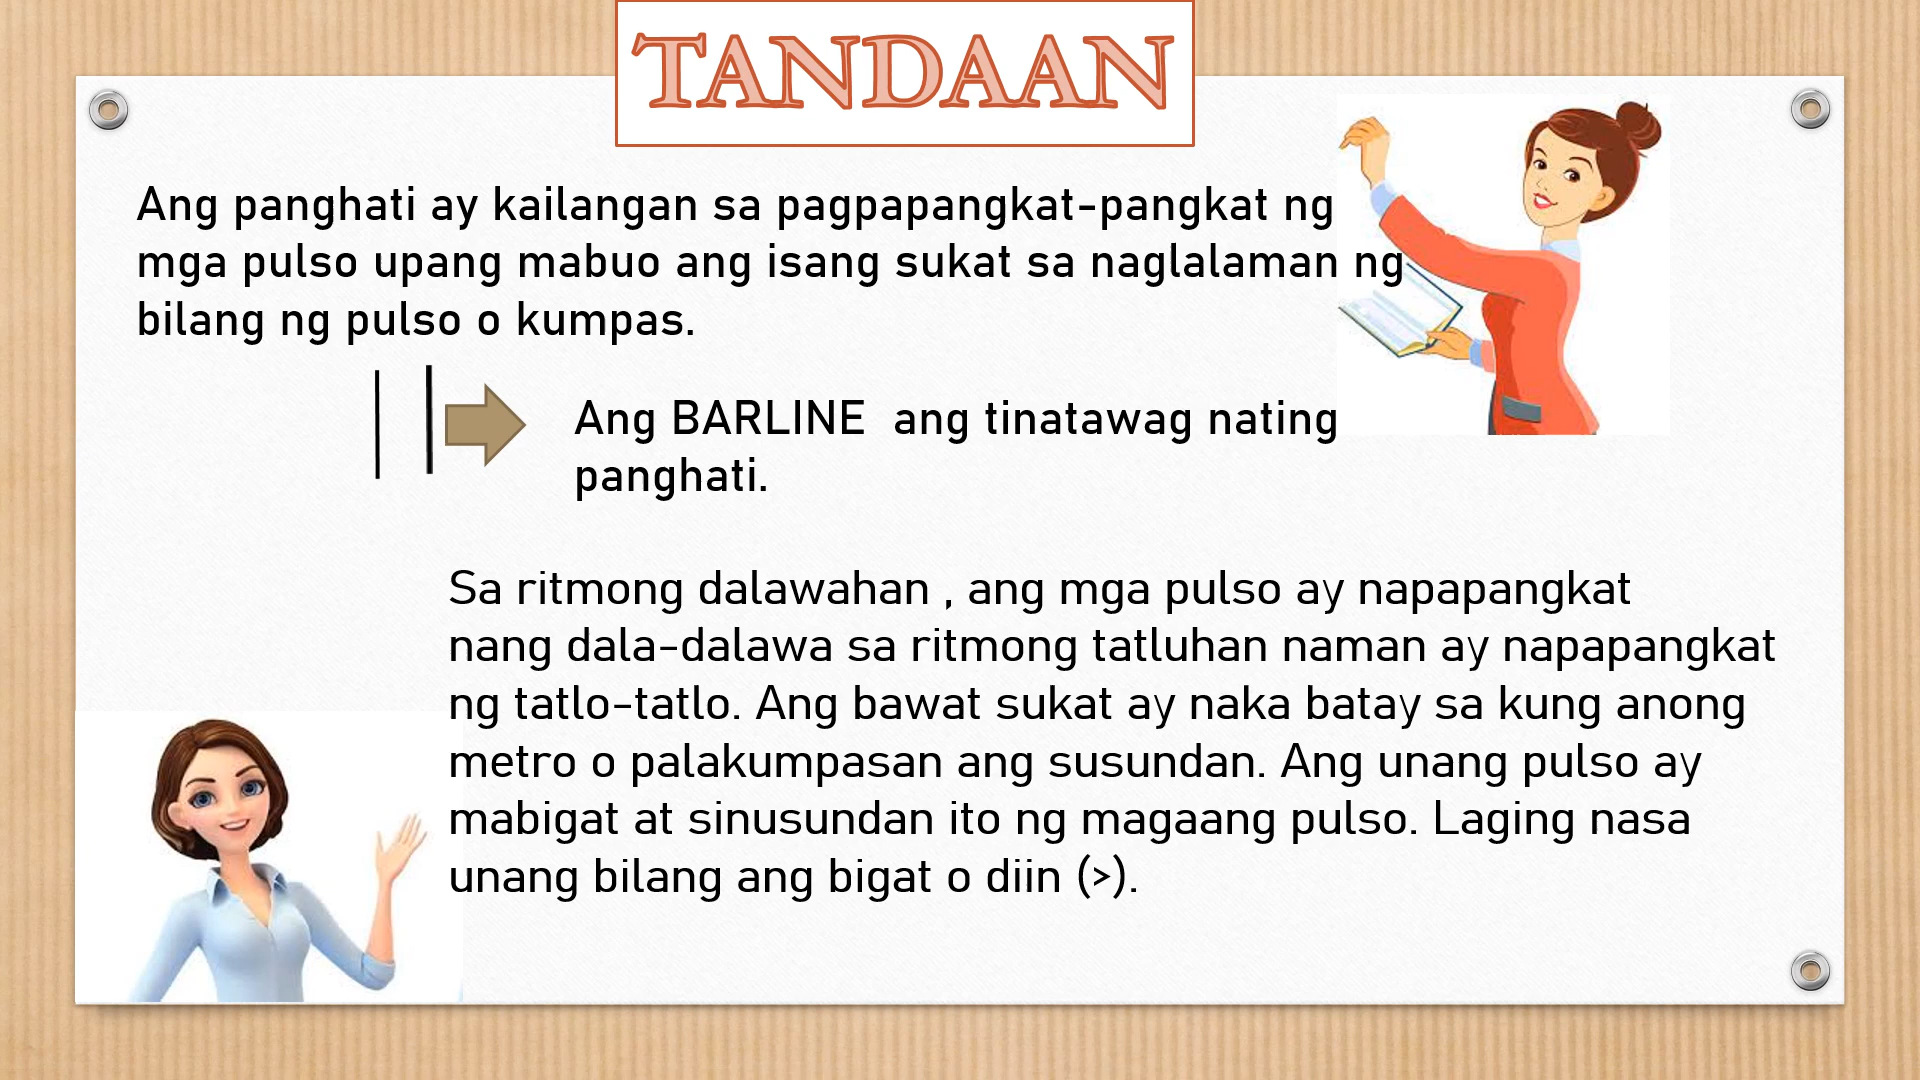 TANDAAN
Ang panghati ay kailangan sa pagpapangkat-pangkat ng
mga pulso upang mabuo ang isang sukat sa naglalaman ng
bilang ng pulso o kumpas.
Ang BARLINE  ang tinatawag nating
panghati.
Sa ritmong dalawahan , ang mga pulso ay napapangkat
nang dala-dalawa sa ritmong tatluhan naman ay napapangkat
ng tatlo-tatlo. Ang bawat sukat ay naka batay sa kung anong
metro o palakumpasan ang susundan. Ang unang pulso ay
mabigat at sinusundan ito ng magaang pulso. Laging nasa
unang bilang ang bigat o diin (>).